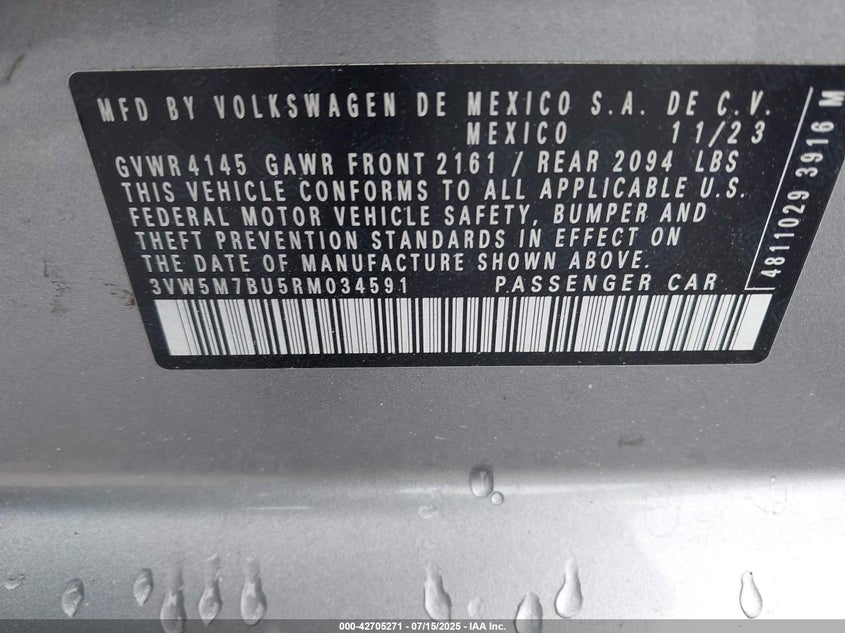 MFD BY VOLKSWAGEN DE MEXICO S.A. DE C.V.
MEXICO 11/23
GVWR 4145 GAWR FRONT 2161 / REAR 2094 LBS
THIS VEHICLE CONFORMS TO ALL APPLICABLE U.S.
FEDERAL MOTOR VEHICLE SAFETY, BUMPER AND
THEFT PREVENTION STANDARDS IN EFFECT ON
THE DATE OF MANUFACTURE SHOWN ABOVE.
3VW5M7BU5RM034591 PASSENGER CAR
4811029 3916 M
000-42705271 - 07/15/2025 - IAA Inc.